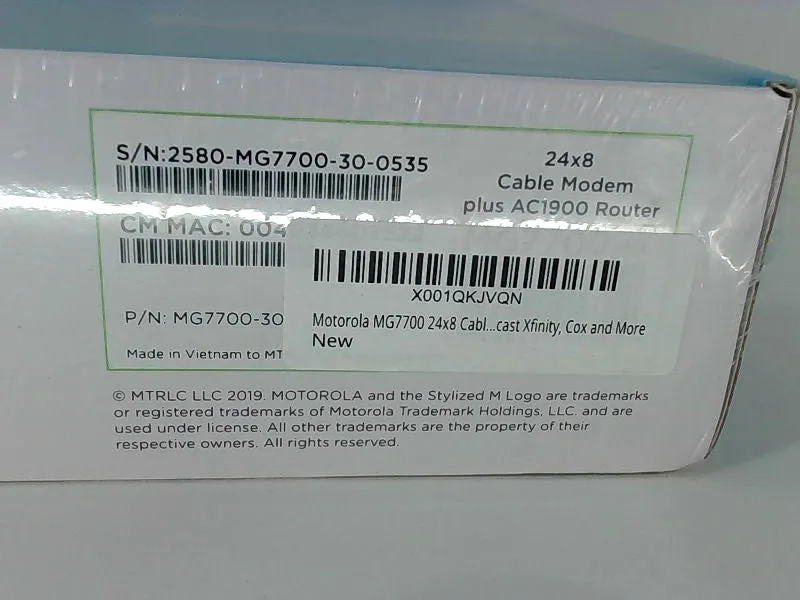 S/N:2580-MG7700-30-0535
24x8
Cable Modem
plus AC1900 Router
CM MAC: 004
X001QKJVQN
P/N: MG7700-30
Motorola MG7700 24x8 Cabl...cast Xfinity, Cox and More
New
Made in Vietnam to MT
© MTRLC LLC 2019. MOTOROLA and the Stylized M Logo are trademarks
or registered trademarks of Motorola Trademark Holdings, LLC. and are
used under license. All other trademarks are the property of their
respective owners. All rights reserved.